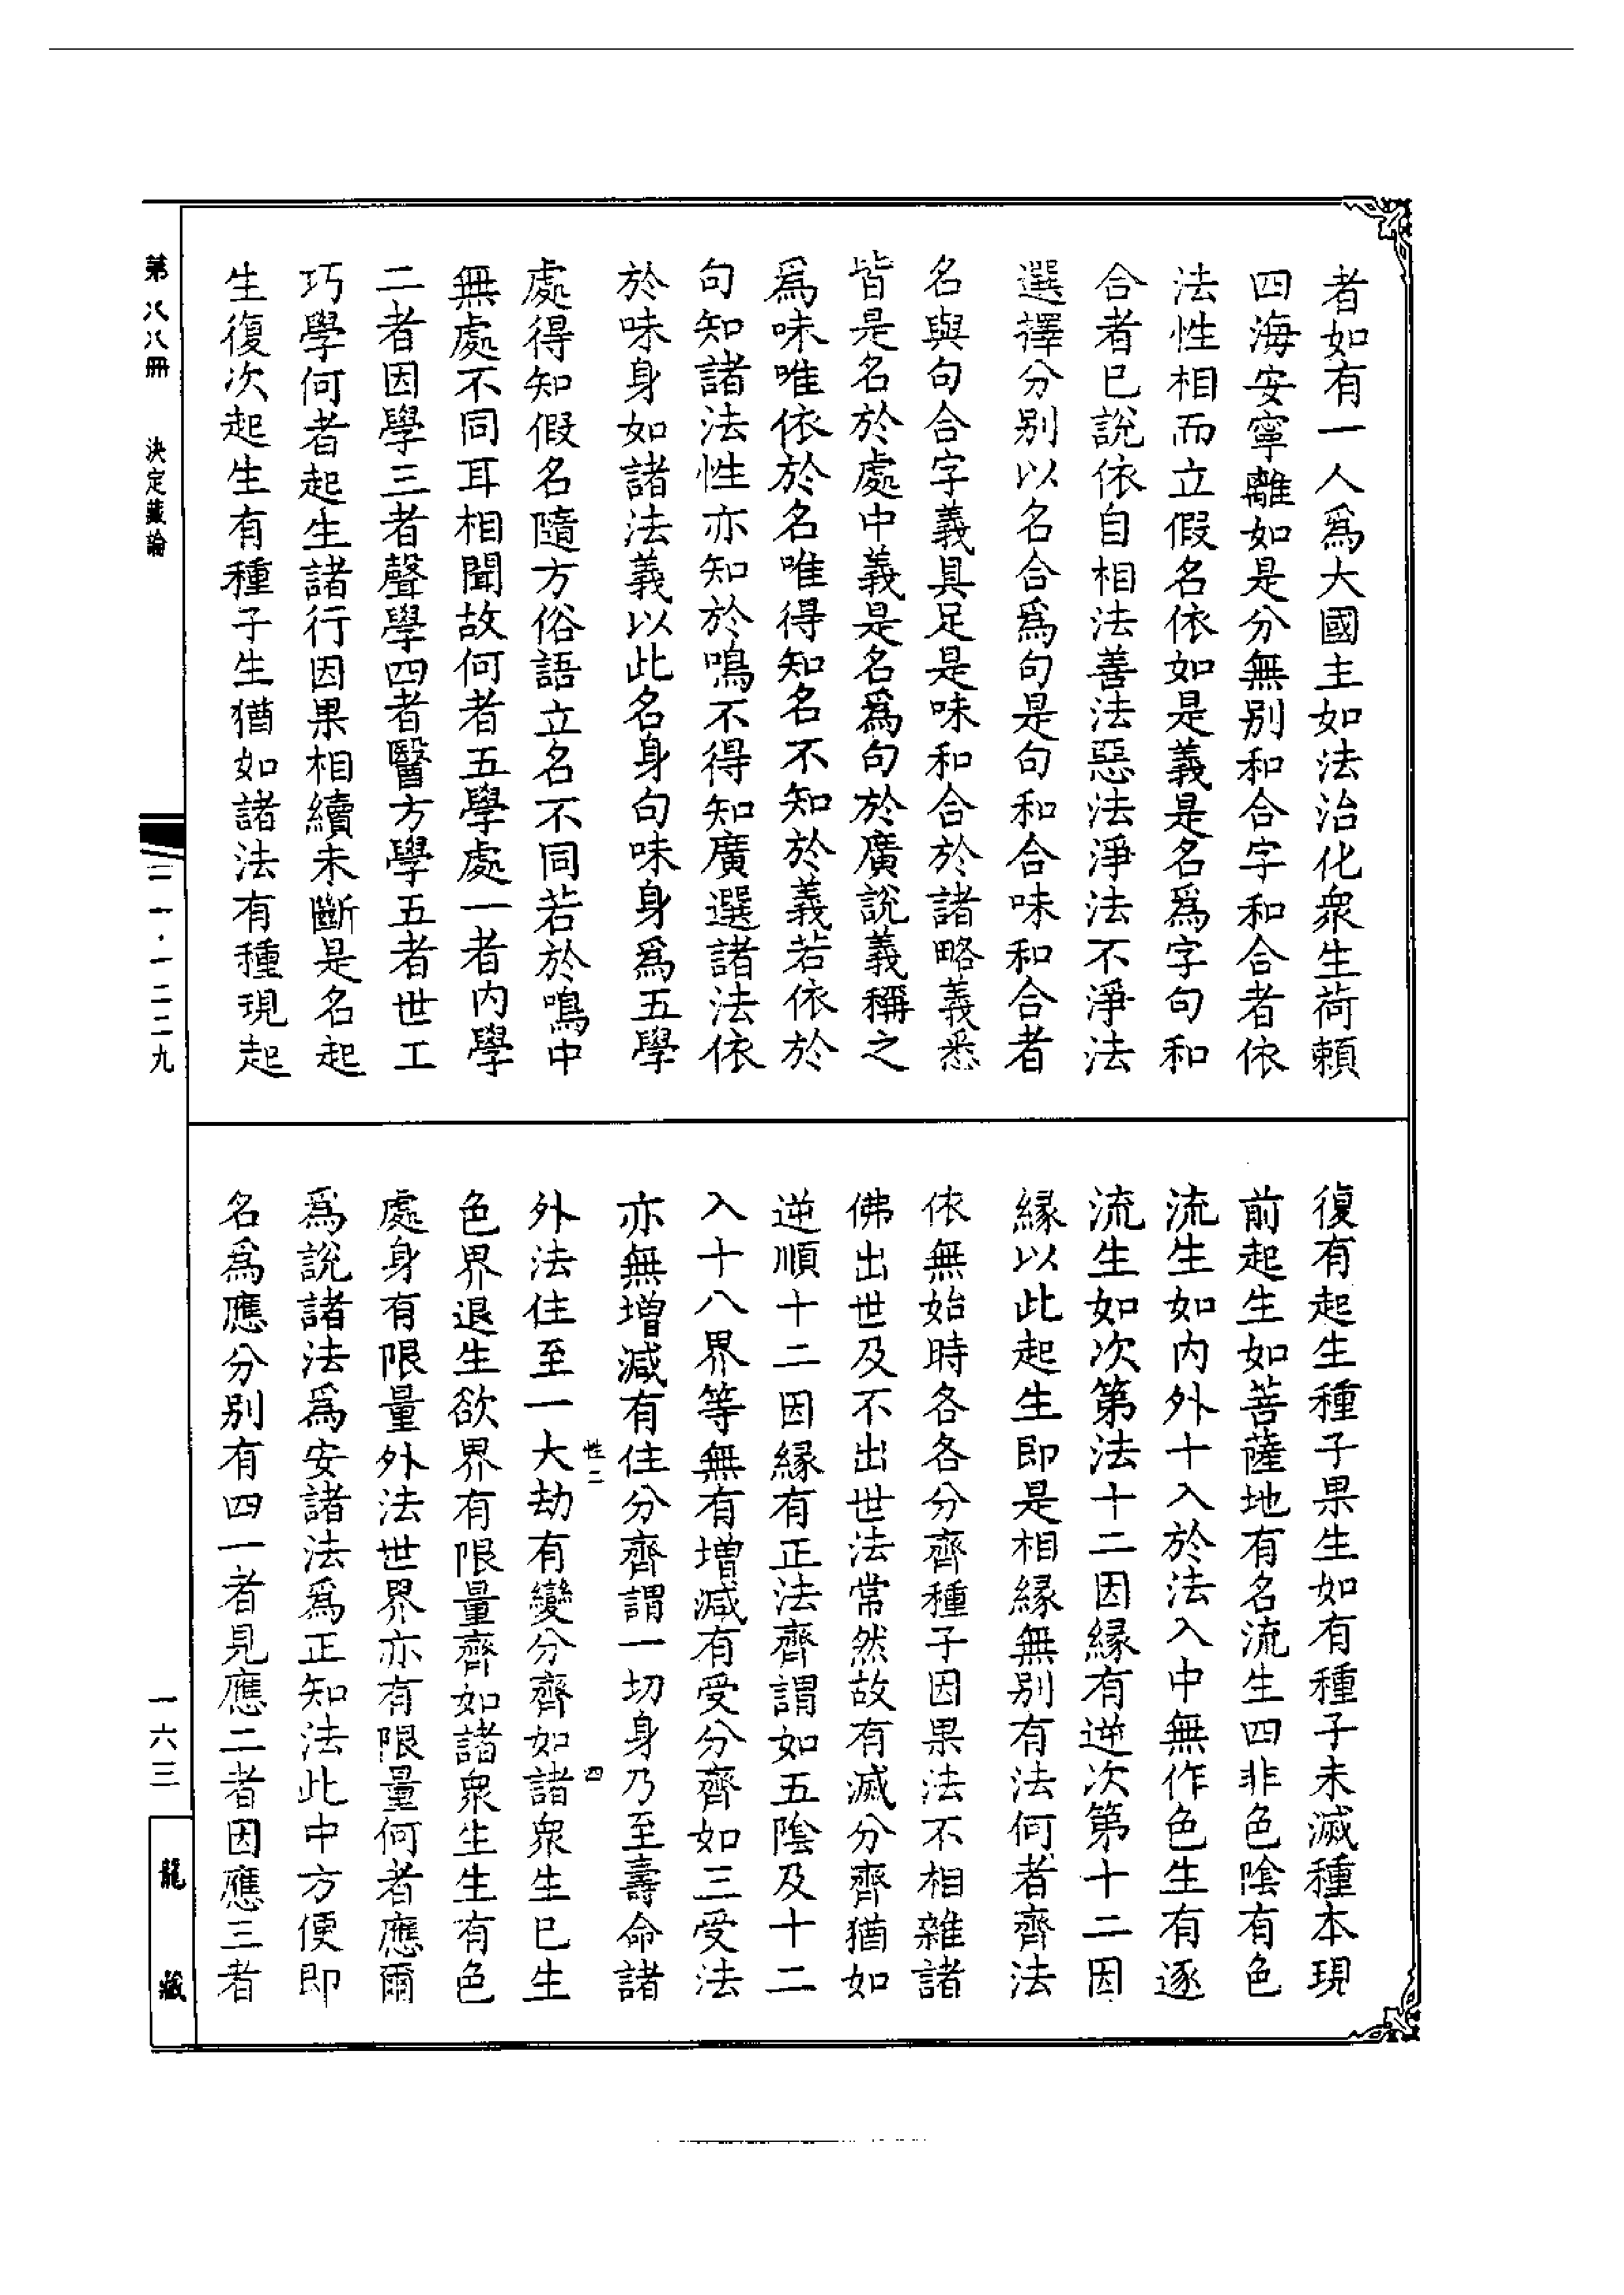 者如有一人爲大國主如法治化衆生荷賴
四海安寧離如是分無別和合字和合者依
法性相而立假名依如是義是名爲字句和
合者已說依自相法善法惡法淨法不淨法
選擇分別以名合爲句是句和合味和合者
名與句合字義具足是味和合於諸略義悉
皆是名於處中義是名爲句於廣說義稱之
爲味唯依於名唯得知名不知於義若依於
句知諸法性亦知於鳴不得知廣選諸法依
於味身如諸法義以此名身句味身爲五學
處得知假名隨方俗語立名不同若於鳴中
無處不同耳相聞故何者五學處一者内學
二者因學三者聲學四者醫方學五者世工
巧學何者起生諸行因果相續未斷是名起
生復次起生有種子生猶如諸法有種現起
復有起生種子果生如有種子未滅種本現
前起生如菩薩地有名流生四非色陰有色
流生如内外十入於法入中無作色生有逐
流生如次第法十二因緣有逆次第十二因
緣以此起生即是相緣無別有法何者齊法
依無始時各各分齊種子因果法不相雜諸
佛出世及不出世法常然故有滅分齊猶如
逆順十二因緣有正法齊謂如五陰及十二
入十八界等無有增減有受分齊如三受法
亦無增減有住分齊謂一切身乃至壽命諸
性二
四
外法住至一大劫有變分齊如諸衆生已生
色界退生欲界有限量齊如諸衆生生有色
處身有限量外法世界亦有限量何者應爾
爲說諸法爲安諸法爲正知法此中方便即
名爲應分別有四一者見應二者因應三者
第八八冊
決定藏論
二一·一二二九
一六三
龍藏